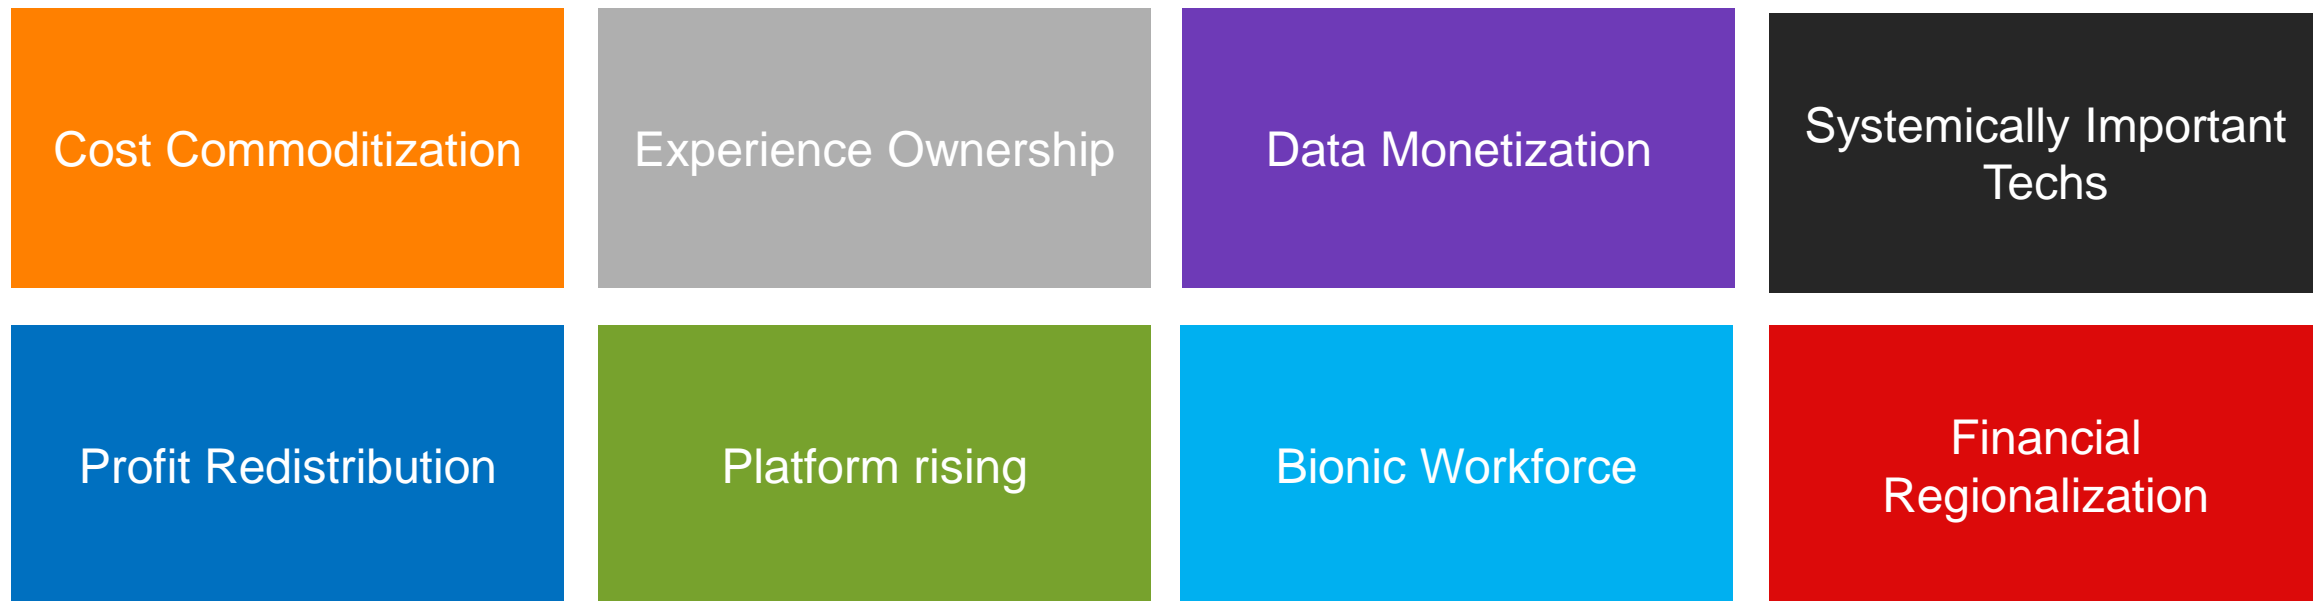 Cost Commoditization
Experience Ownership
Data Monetization
Systemically Important
Techs
Profit Redistribution
Platform rising
Bionic Workforce
Financial
Regionalization